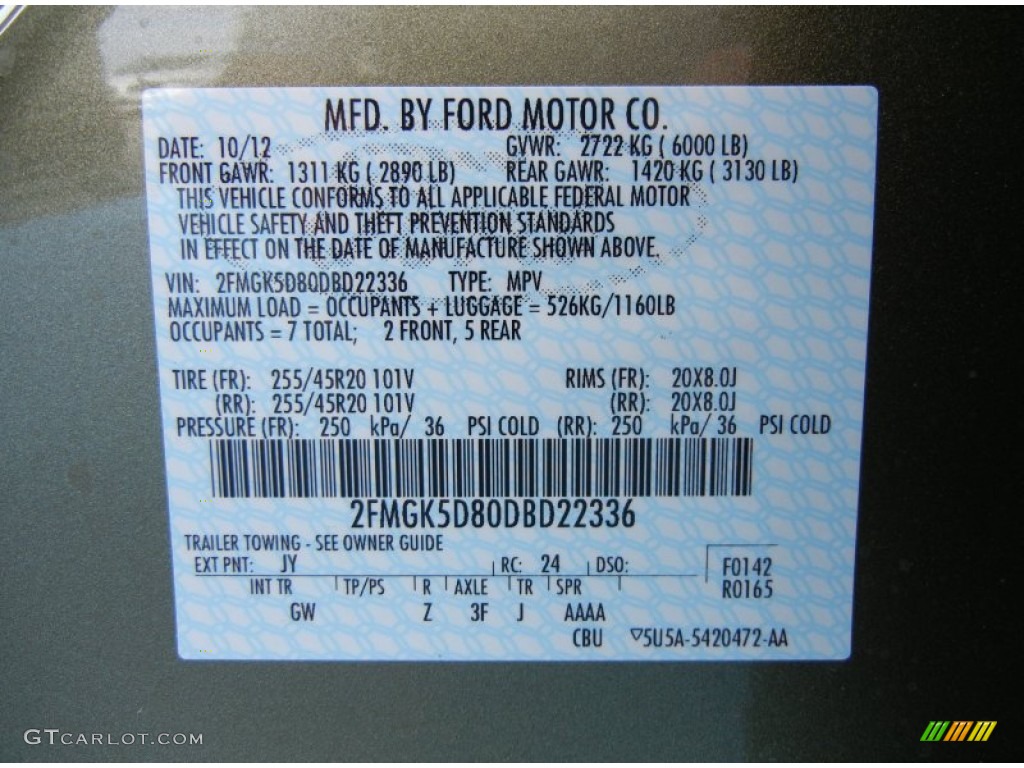 MFD. BY FORD MOTOR CO.
DATE: 10/12 GVWR: 2722 KG ( 6000 LB)
FRONT GAWR: 1311 KG ( 2890 LB) REAR GAWR: 1420 KG ( 3130 LB)
THIS VEHICLE CONFORMS TO ALL APPLICABLE FEDERAL MOTOR
VEHICLE SAFETY AND THEFT PREVENTION STANDARDS
IN EFFECT ON THE DATE OF MANUFACTURE SHOWN ABOVE.
VIN: 2FMGK5D80DBD22336 TYPE: MPV
MAXIMUM LOAD = OCCUPANTS + LUGGAGE = 526KG/1160LB
OCCUPANTS = 7 TOTAL; 2 FRONT, 5 REAR
TIRE (FR): 255/45R20 101V RIMS (FR): 20X8.0J
(RR): 255/45R20 101V (RR): 20X8.0J
PRESSURE (FR): 250 kPa/ 36 PSI COLD (RR): 250 kPa/ 36 PSI COLD
2FMGK5D80DBD22336
TRAILER TOWING - SEE OWNER GUIDE
EXT PNT: JY RC: 24 DSO: F0142
INT TR TP/PS R AXLE TR SPR R0165
GW Z 3F J AAAA
CBU ▽5U5A-5420472-AA
GTCARLOT.COM